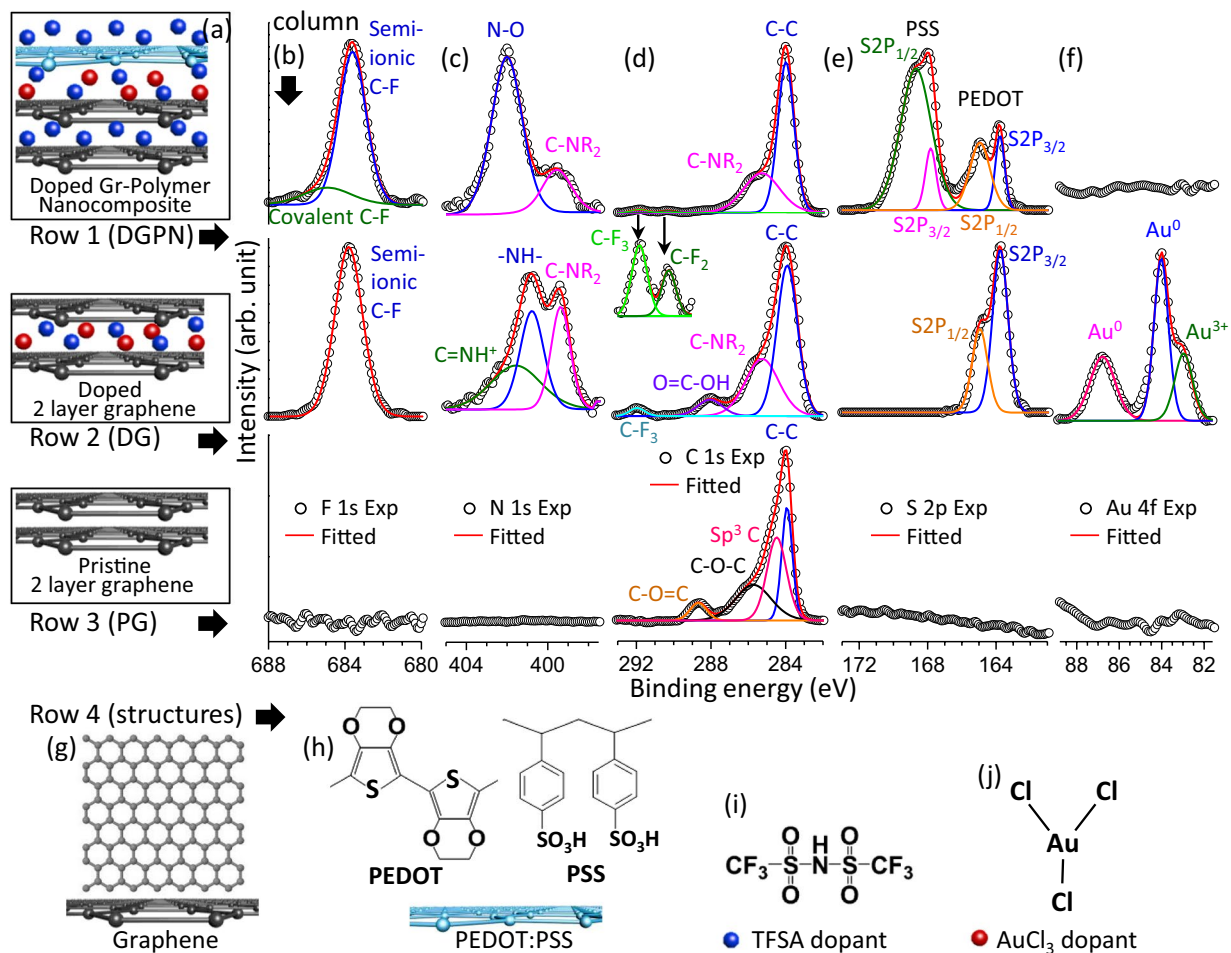 (a)
Doped Gr-Polymer
Nanocomposite
Row 1 (DGPN)
Doped
2 layer graphene
Row 2 (DG)
Pristine
2 layer graphene
Row 3 (PG)
Intensity (arb. unit)
column
(b)
Semi-
ionic
C-F
Covalent C-F
(c)
N-O
C-NR2
(d)
C-C
C-NR2
(e)
S2P1/2
PSS
PEDOT
S2P3/2
S2P3/2
S2P1/2
(f)
Semi-
ionic
C-F
-NH-
C-NR2
C=NH+
C-F3
C-F2
C-C
C-NR2
O=C-OH
C-F3
S2P3/2
S2P1/2
Au0
Au0
Au3+
F 1s Exp
Fitted
N 1s Exp
Fitted
C-C
C 1s Exp
Fitted
Sp3 C
C-O-C
C-O=C
S 2p Exp
Fitted
Au 4f Exp
Fitted
688 684 680
404 400
292 288 284
172 168 164
88 84 82
Binding energy (eV)
Row 4 (structures)
(g)
Graphene
(h)
O O
S
S
O O
PEDOT
SO3H SO3H
PSS
PEDOT:PSS
(i)
O H O
CF3 S N S CF3
O O
TFSA dopant
(j)
Cl Cl
Au
Cl
AuCl3 dopant